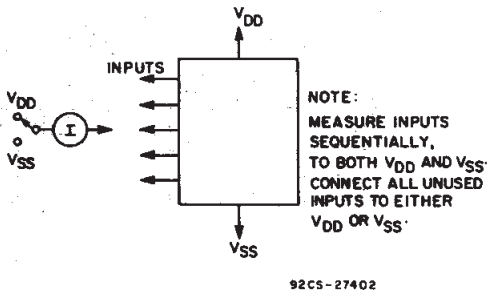 VDD
INPUTS
VDD
I
VSS
NOTE:
MEASURE INPUTS
SEQUENTIALLY,
TO BOTH VDD AND VSS.
CONNECT ALL UNUSED
INPUTS TO EITHER
VDD OR VSS.
VSS
92CS-27402